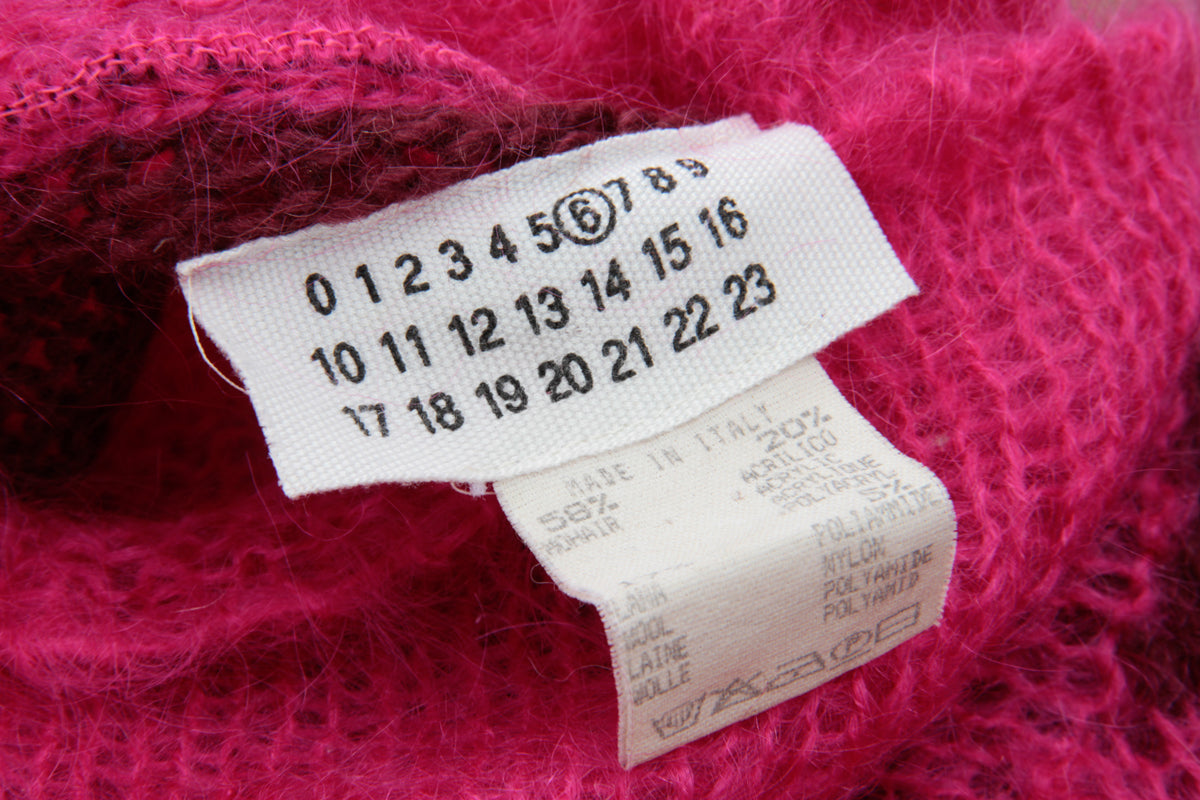 0 1 2 3 4 5 6 7 8 9
10 11 12 13 14 15 16
17 18 19 20 21 22 23
MADE IN ITALY
58%
MOHAIR
20%
ACRILICO
ACRYLIC
ACRYLIQUE
POLYACRYL
5%
POLIAMMIDE
NYLON
POLYAMIDE
POLYAMID
LANA
WOOL
LAINE
WOLLE